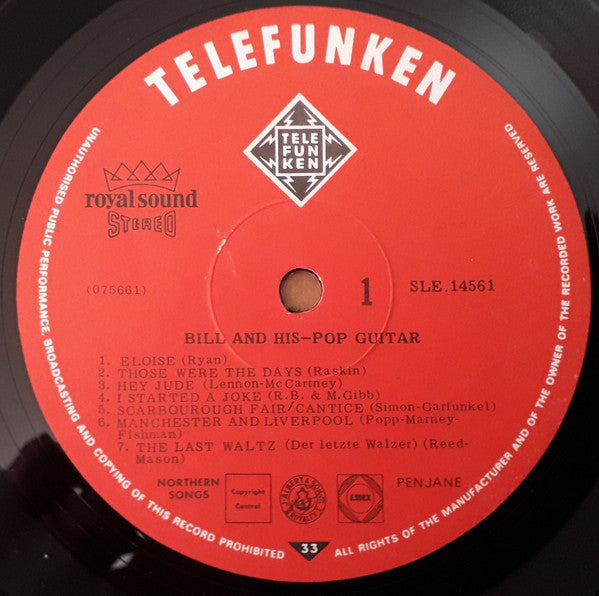 TELEFUNKEN
TELE
FUN
KEN
royal sound
STEREO
(075661)
1
SLE.14561
BILL AND HIS-POP GUITAR
1. ELOISE (Ryan)
2. THOSE WERE THE DAYS (Raskin)
3. HEY JUDE (Lennon-McCartney)
4. I STARTED A JOKE (R.B. & M.Gibb)
5. SCARBOUROUGH FAIR/CANTICE (Simon-Garfunkel)
6. MANCHESTER AND LIVERPOOL (Popp-Marney-
Fishman)
7. THE LAST WALTZ (Der letzte Walzer) (Reed-
Mason)
NORTHERN
SONGS
Copyright
Control
ALBERT & SONS
ROYALTY
ESSEX
PENJANE
33
UNAUTHORISED PUBLIC PERFORMANCE, BROADCASTING AND COPYING OF THIS RECORD PROHIBITED
ALL RIGHTS OF THE MANUFACTURER AND OF THE OWNER OF THE RECORDED WORK ARE RESERVED